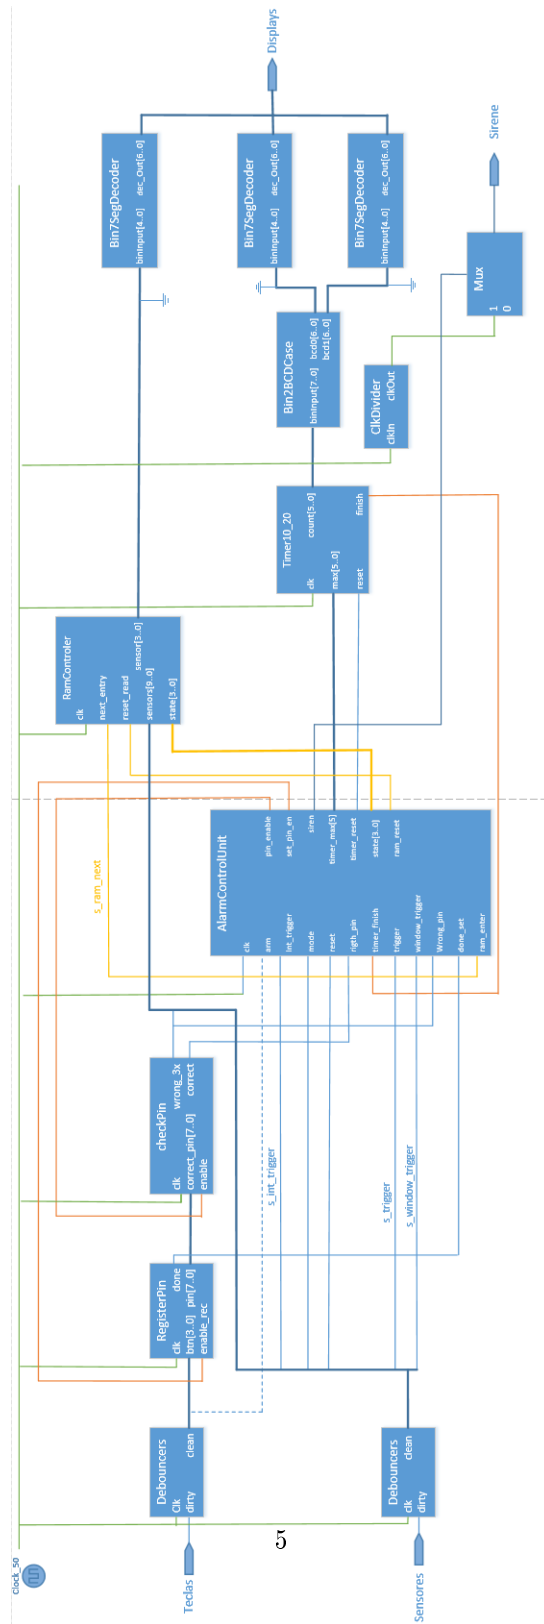 clock_50
Teclas
Sensores
Debouncers
Clk
dirty
clean
Debouncers
clk
dirty
clean
RegisterPin
clk
done
btn[3..0]
pin[7..0]
enable_rec
checkPin
clk
wrong_3x
correct_pin[7..0]
correct
enable
s_int_trigger
s_trigger
s_window_trigger
s_ram_next
AlarmControlUnit
clk
arm
Int_trigger
mode
reset
rigth_pin
timer_finish
trigger
window_trigger
Wrong_pin
done_set
ram_enter
pin_enable
set_pin_en
siren
timer_max[5]
timer_reset
state[3..0]
ram_reset
RamControler
clk
next_entry
reset_read
sensors[9..0]
state[3..0]
sensor[3..0]
Timer10_20
clk
max[5..0]
reset
count[5..0]
finish
ClkDivider
clkIn
clkOut
Bin2BCDCase
binInput[7..0]
bcd0[6..0]
bcd1[6..0]
Bin7SegDecoder
binInput[4..0]
dec_Out[6..0]
Bin7SegDecoder
binInput[4..0]
dec_Out[6..0]
Bin7SegDecoder
binInput[4..0]
dec_Out[6..0]
Mux
1
0
Displays
Sirene
5